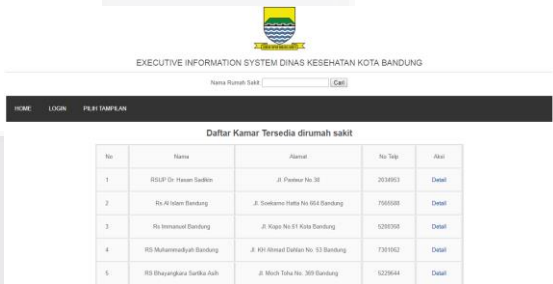 EXECUTIVE INFORMATION SYSTEM DINAS KESEHATAN KOTA BANDUNG
Nama Rumah Sakit Cari
HOME LOGIN PILIH TAMPILAN
Daftar Kamar Tersedia dirumah sakit
No Nama Alamat No Telp Aksi
1 RSUP Dr. Hasan Sadikin Jl. Pasteur No.38 2034953 Detail
2 Rs Al Islam Bandung Jl. Soekarno Hatta No.664 Bandung 7565588 Detail
3 Rs Immanuel Bandung Jl. Kopo No.61 Kota Bandung Detail
4 RS Muhammadiyah Bandung Jl. KH Ahmad Dahlan No. 53 Bandung 7301062 Detail
5 RS Bhayangkara Sartika Asih Jl. Moch Toha No. 369 Bandung 5229544 Detail